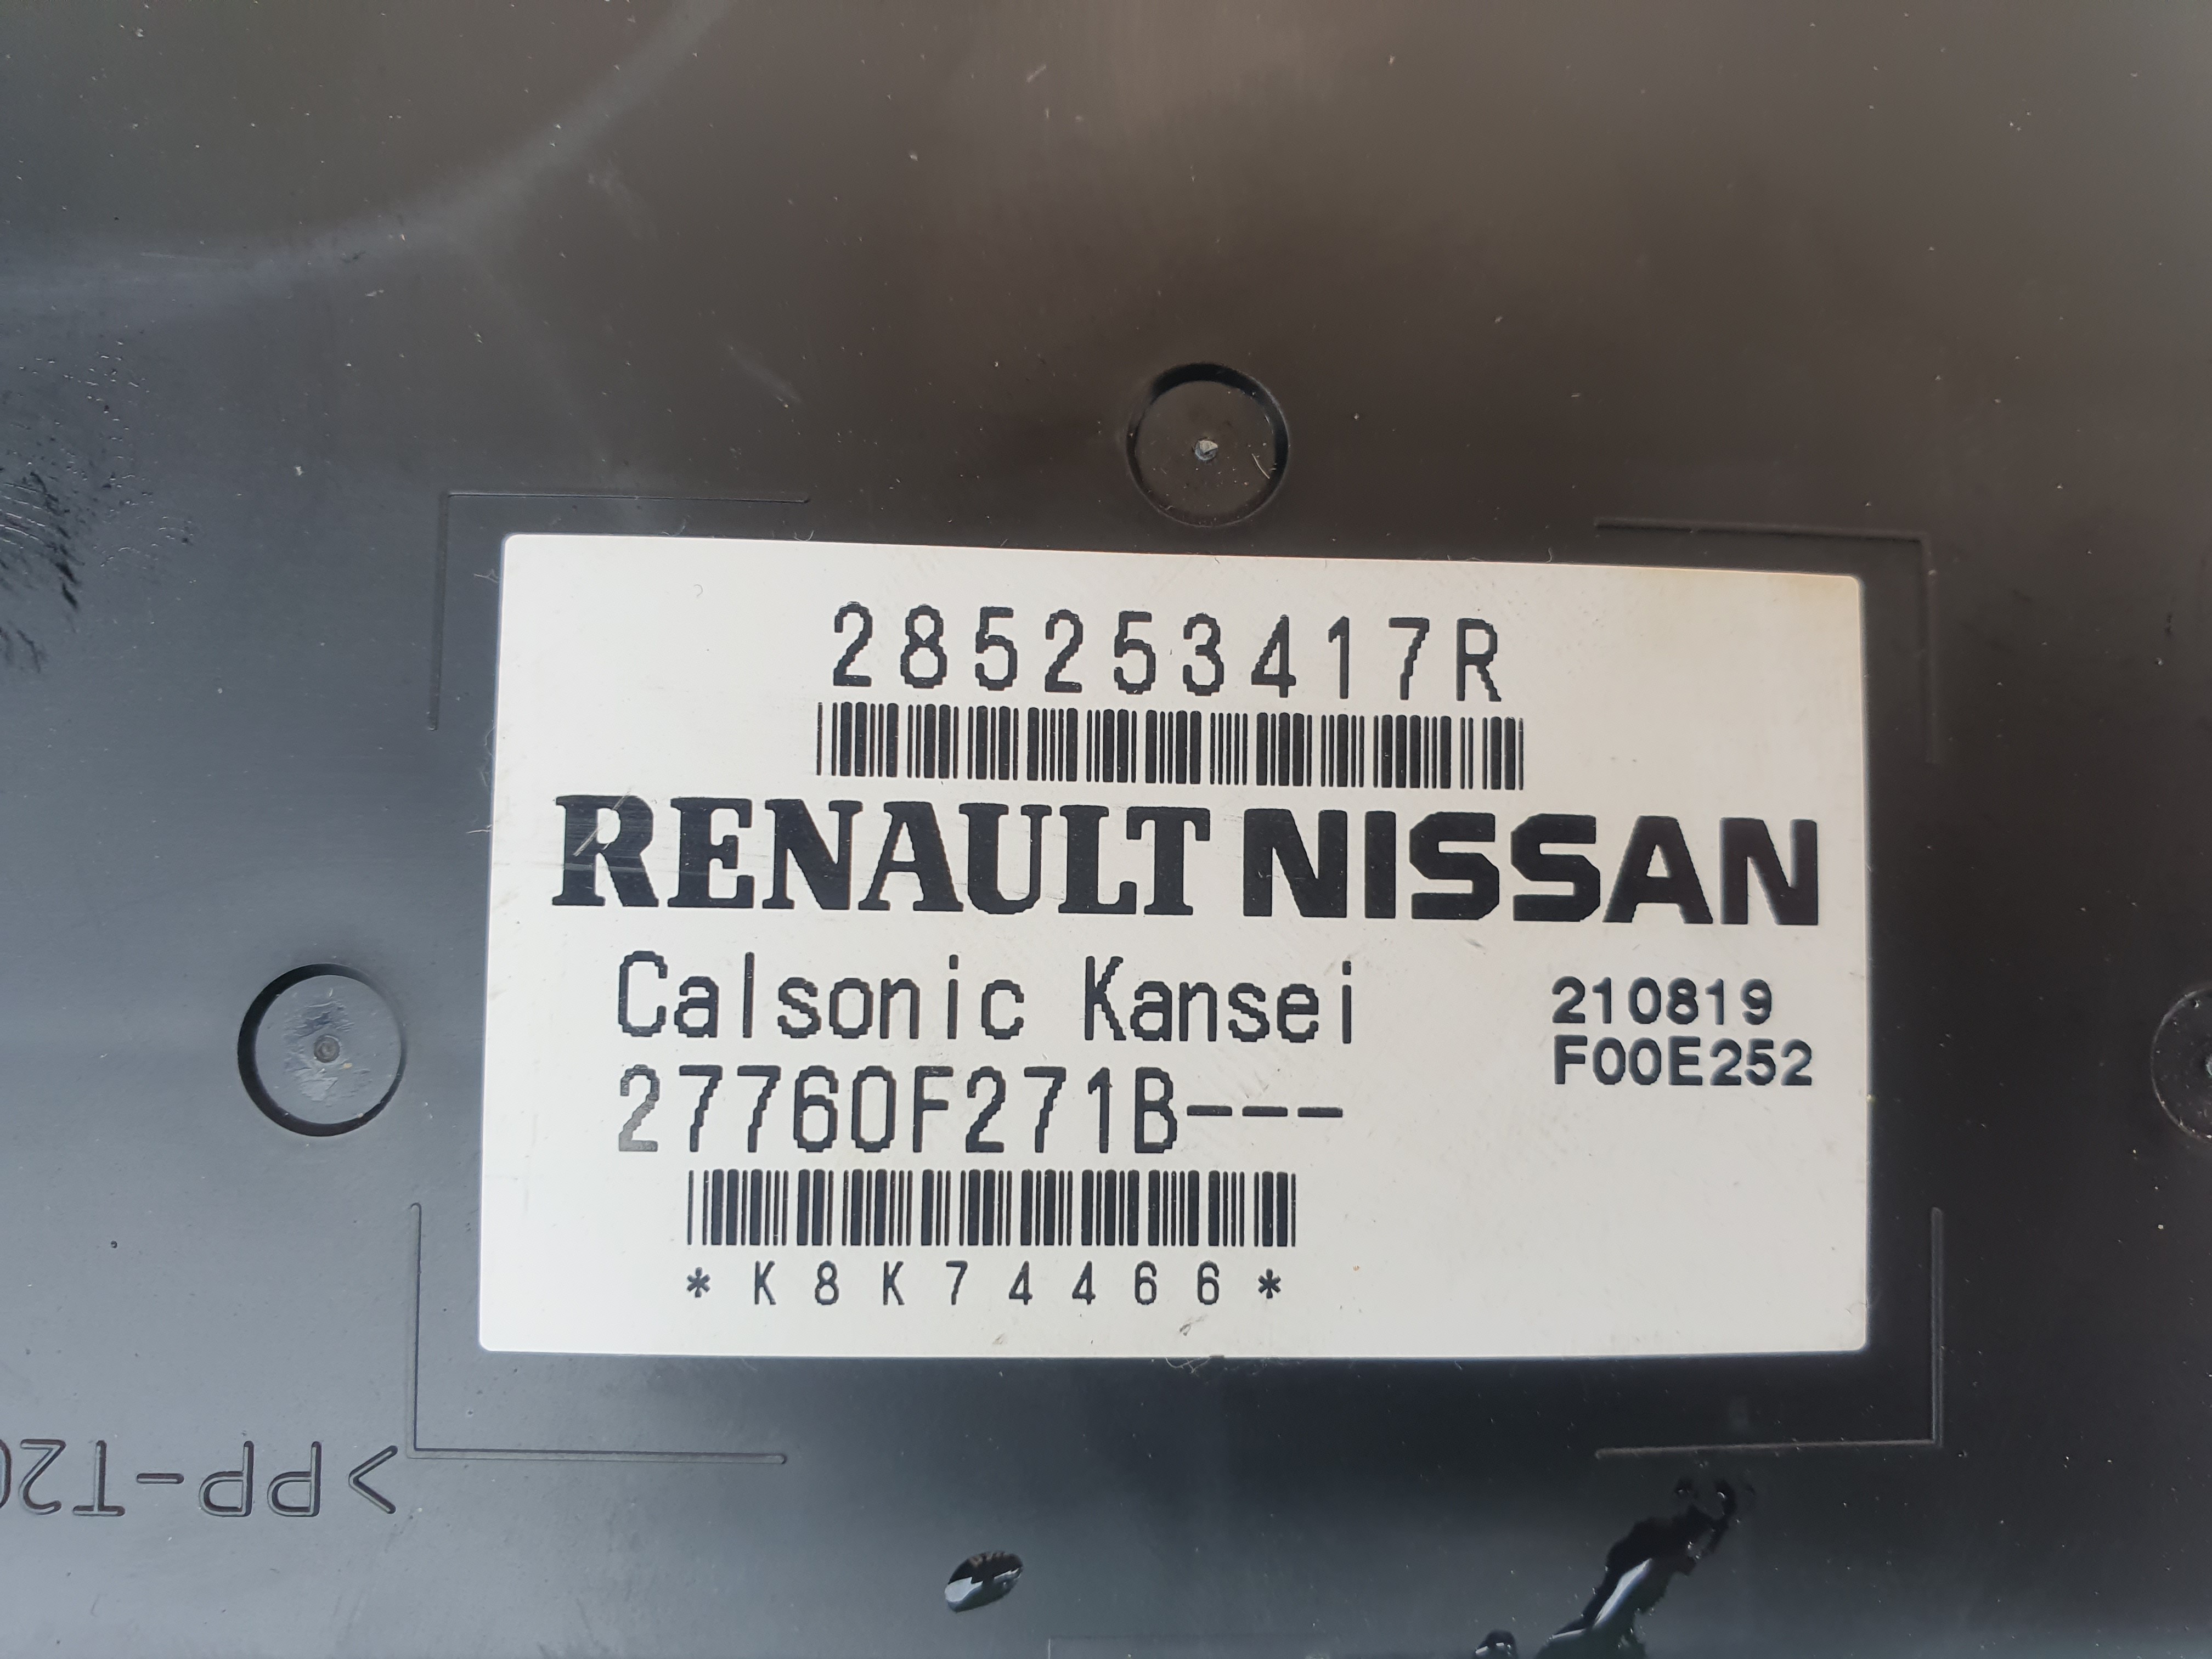 285253417R
RENAULT NISSAN
Calsonic Kansei
210819
27760F271B---
F00E252
*K8K74466*
>PP-T20